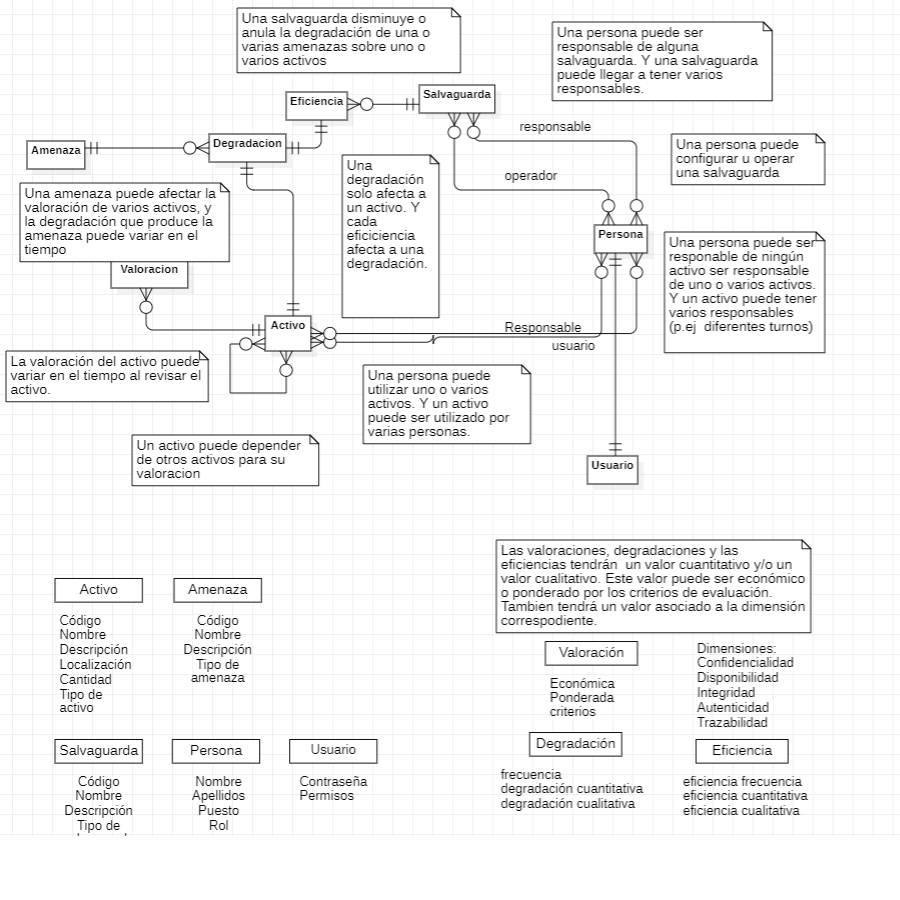 Una salvaguarda disminuye o
anula la degradación de una o
varias amenazas sobre uno o
varios activos
Una persona puede ser
responsable de alguna
salvaguarda. Y una salvaguarda
puede llegar a tener varios
responsables.
Eficiencia
Salvaguarda
responsable
Amenaza
Degradacion
Una persona puede
configurar u operar
una salvaguarda
Una
degradación
solo afecta a
un activo. Y
cada
eficiciencia
afecta a una
degradación.
operador
Una amenaza puede afectar la
valoración de varios activos, y
la degradación que produce la
amenaza puede variar en el
tiempo
Persona
Una persona puede ser
responable de ningún
activo ser responsable
de uno o varios activos.
Y un activo puede tener
varios responsables
(p.ej diferentes turnos)
Valoracion
Activo
Responsable
usuario
La valoración del activo puede
variar en el tiempo al revisar el
activo.
Una persona puede
utilizar uno o varios
activos. Y un activo
puede ser utilizado por
varias personas.
Un activo puede depender
de otros activos para su
valoracion
Usuario
Las valoraciones, degradaciones y las
eficiencias tendrán un valor cuantitativo y/o un
valor cualitativo. Este valor puede ser económico
o ponderado por los criterios de evaluación.
Tambien tendrá un valor asociado a la dimensión
correspodiente.
Activo
Código
Nombre
Descripción
Localización
Cantidad
Tipo de
activo
Amenaza
Código
Nombre
Descripción
Tipo de
amenaza
Valoración
Económica
Ponderada
criterios
Dimensiones:
Confidencialidad
Disponibilidad
Integridad
Autenticidad
Trazabilidad
Salvaguarda
Código
Nombre
Descripción
Tipo de
Persona
Nombre
Apellidos
Puesto
Rol
Usuario
Contraseña
Permisos
Degradación
frecuencia
degradación cuantitativa
degradación cualitativa
Eficiencia
eficiencia frecuencia
eficiencia cuantitativa
eficiencia cualitativa